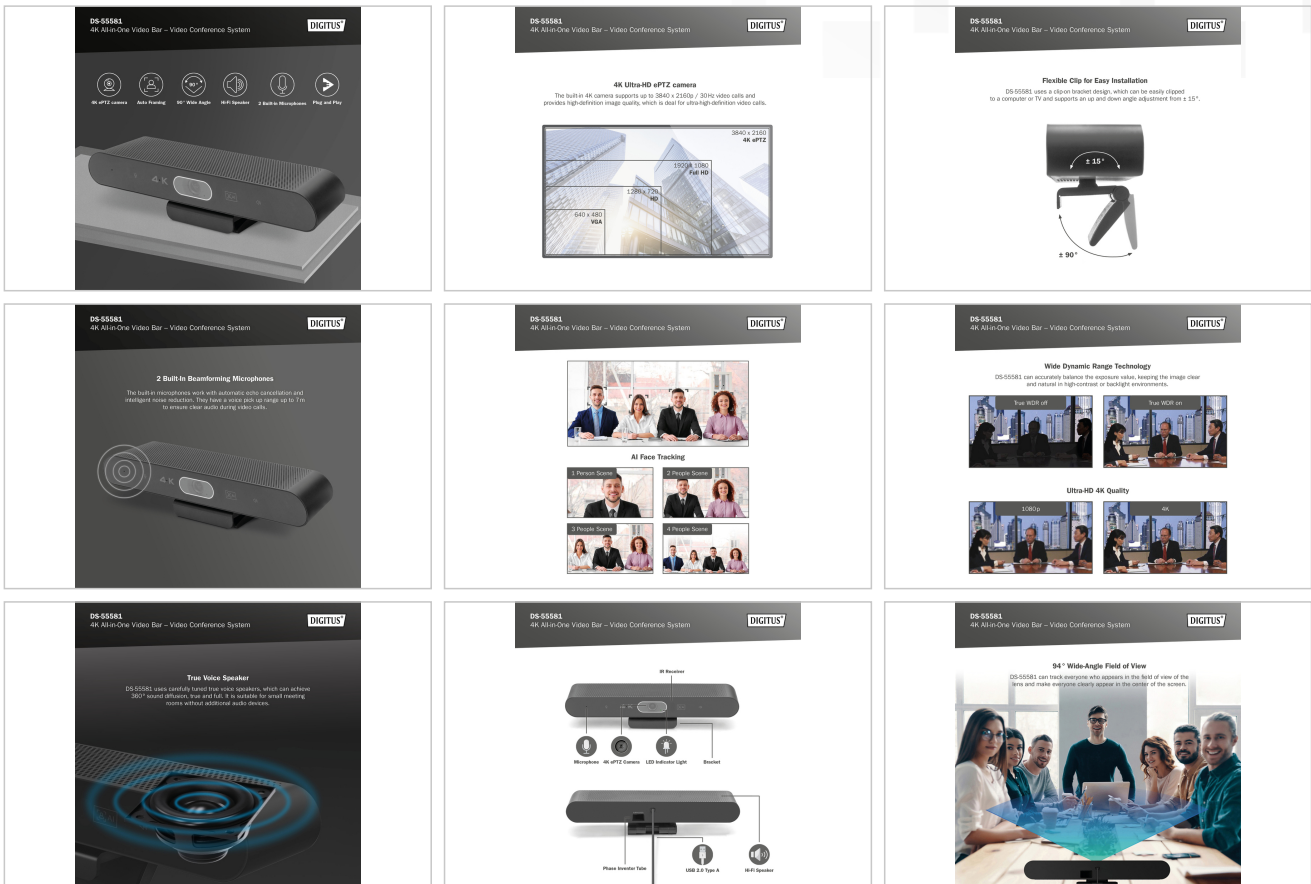 DS-55581
4K All-in-One Video Bar – Video Conference System
DIGITUS®
4K ePTZ camera
Auto Framing
90°
90° Wide Angle
Hi-Fi Speaker
2 Built-in Microphones
Plug and Play
4K
DS-55581
4K All-in-One Video Bar – Video Conference System
DIGITUS®
4K Ultra-HD ePTZ camera
The built-in 4K camera supports up to 3840 x 2160p / 30Hz video calls and
provides high-definition image quality, which is deal for ultra-high-definition video calls.
3840 x 2160
4K ePTZ
1920 x 1080
Full HD
1280 x 720
HD
640 x 480
VGA
DS-55581
4K All-in-One Video Bar – Video Conference System
DIGITUS®
Flexible Clip for Easy Installation
DS-55581 uses a clip-on bracket design, which can be easily clipped
to a computer or TV and supports an up and down angle adjustment from ± 15°.
± 15°
± 90°
DS-55581
4K All-in-One Video Bar – Video Conference System
DIGITUS®
2 Built-In Beamforming Microphones
The built-in microphones work with automatic echo cancellation and
intelligent noise reduction. They have a voice pick up range up to 7 m
to ensure clear audio during video calls.
4K
DS-55581
4K All-in-One Video Bar – Video Conference System
DIGITUS®
AI Face Tracking
1 Person Scene
2 People Scene
3 People Scene
4 People Scene
DS-55581
4K All-in-One Video Bar – Video Conference System
DIGITUS®
Wide Dynamic Range Technology
DS-55581 can accurately balance the exposure value, keeping the image clear
and natural in high-contrast or backlight environments.
True WDR off
True WDR on
Ultra-HD 4K Quality
1080p
4K
DS-55581
4K All-in-One Video Bar – Video Conference System
DIGITUS®
True Voice Speaker
DS-55581 uses carefully tuned true voice speakers, which can achieve
360° sound diffusion, true and full. It is suitable for small meeting
rooms without additional audio devices.
DS-55581
4K All-in-One Video Bar – Video Conference System
DIGITUS®
IR Receiver
Microphone
4K ePTZ Camera
LED Indicator Light
Bracket
Phase Inventor Tube
USB 2.0 Type A
Hi-Fi Speaker
DS-55581
4K All-in-One Video Bar – Video Conference System
DIGITUS®
94° Wide-Angle Field of View
DS-55581 can track everyone who appears in the field of view of the
lens and make everyone clearly appear in the center of the screen.